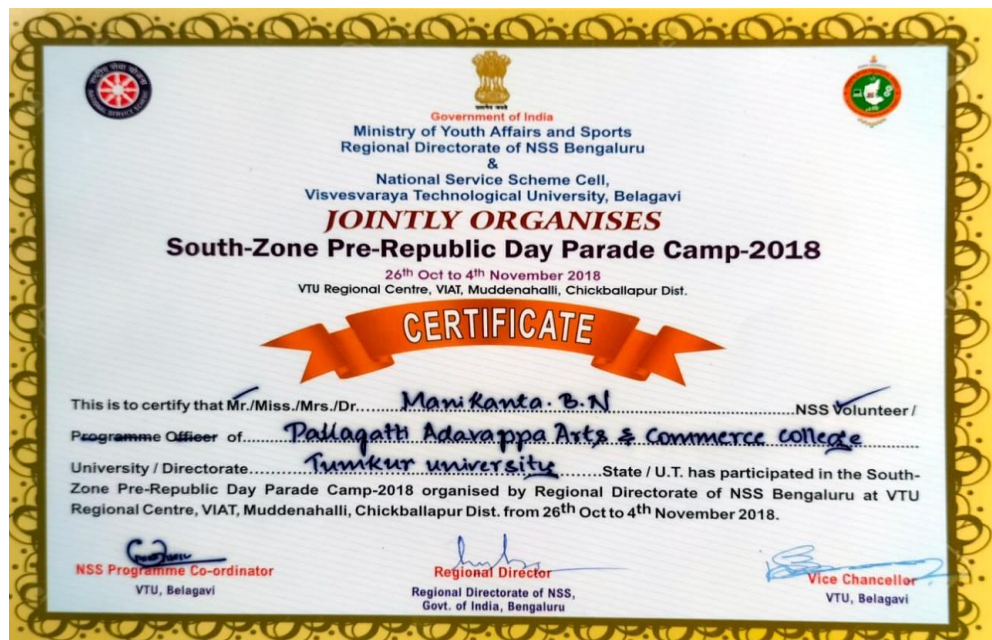 Government of India
Ministry of Youth Affairs and Sports
Regional Directorate of NSS Bengaluru
&
National Service Scheme Cell,
Visvesvaraya Technological University, Belagavi
JOINTLY ORGANISES
South-Zone Pre-Republic Day Parade Camp-2018
26th Oct to 4th November 2018
VTU Regional Centre, VIAT, Muddenahalli, Chickballapur Dist.
CERTIFICATE
This is to certify that Mr./Miss./Mrs./Dr. Manikanta. B.N NSS Volunteer /
Programme Officer of Pallagatti Adavappa Arts & Commerce college
University / Directorate Tumkur university State / U.T. has participated in the South-
Zone Pre-Republic Day Parade Camp-2018 organised by Regional Directorate of NSS Bengaluru at VTU
Regional Centre, VIAT, Muddenahalli, Chickballapur Dist. from 26th Oct to 4th November 2018.
NSS Programme Co-ordinator
VTU, Belagavi
Regional Director
Regional Directorate of NSS,
Govt. of India, Bengaluru
Vice Chancellor
VTU, Belagavi